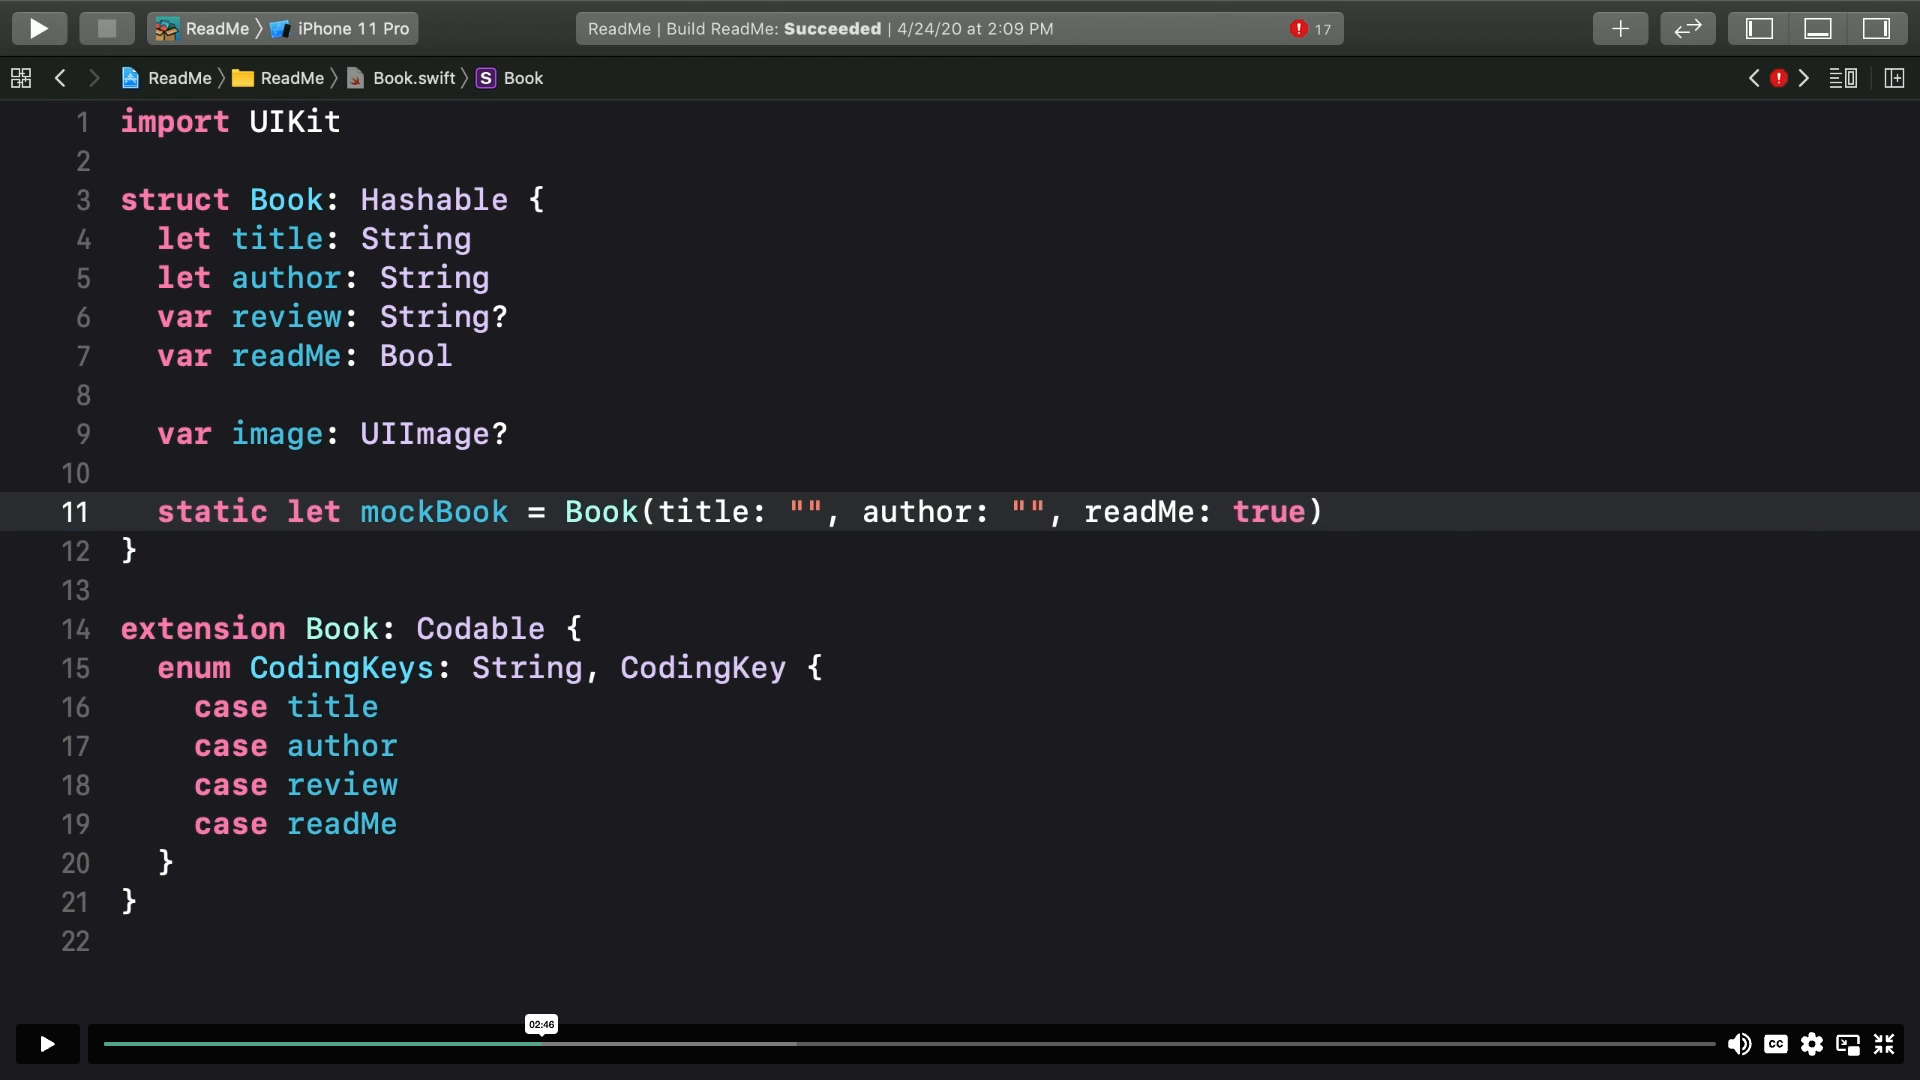 ReadMe 〉 iPhone 11 Pro
ReadMe | Build ReadMe: Succeeded | 4/24/20 at 2:09 PM
17
ReadMe 〉 ReadMe 〉 Book.swift 〉 S Book
1 import UIKit
2
3 struct Book: Hashable {
4 let title: String
5 let author: String
6 var review: String?
7 var readMe: Bool
8
9 var image: UIImage?
10
11 static let mockBook = Book(title: "", author: "", readMe: true)
12 }
13
14 extension Book: Codable {
15 enum CodingKeys: String, CodingKey {
16 case title
17 case author
18 case review
19 case readMe
20 }
21 }
22
02:46
CC